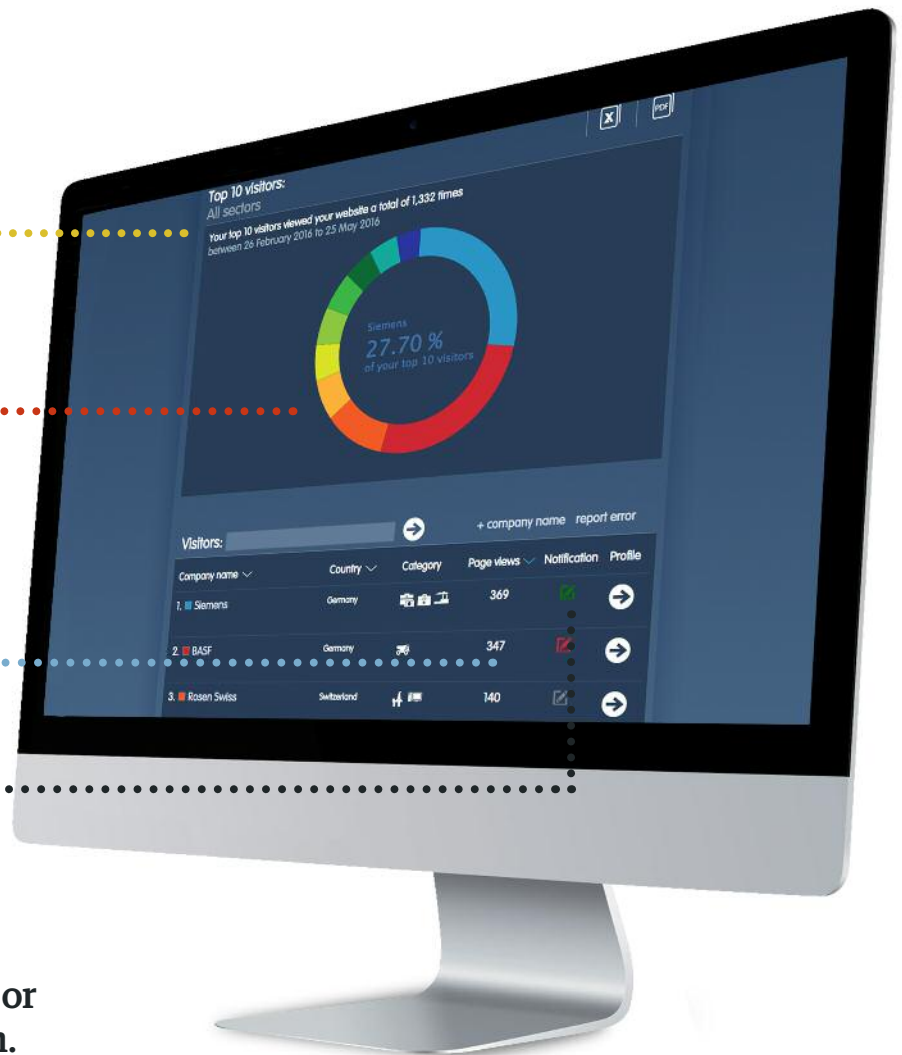 X
PDF
Top 10 visitors:
All sectors
Your top 10 visitors viewed your website a total of 1,332 times
between 26 February 2016 to 25 May 2016
Siemens
27.70 %
of your top 10 visitors
Visitors:
+ company name report error
Company name Country Category Page views Notification Profile
1. Siemens Germany 369
2. BASF Germany 347
3. Rosen Swiss Switzerland 140
or